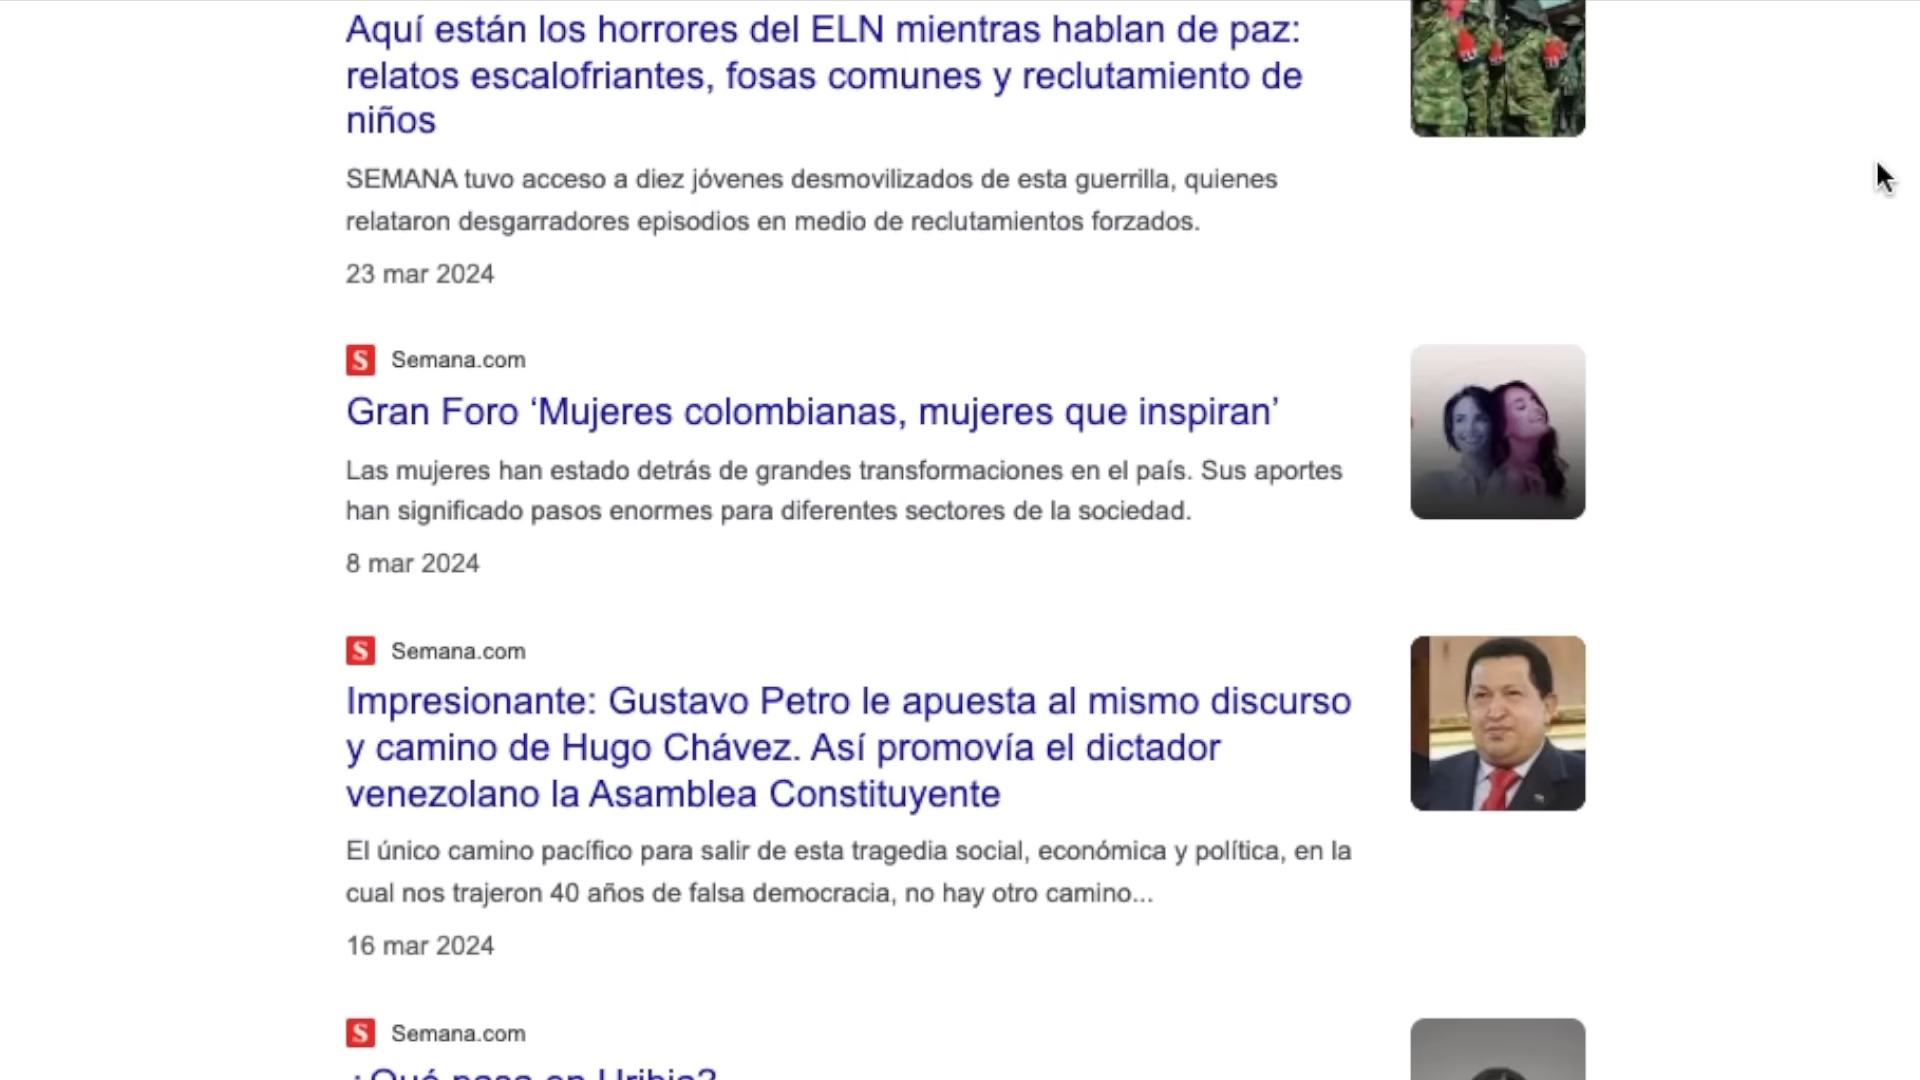 Aquí están los horrores del ELN mientras hablan de paz:
relatos escalofriantes, fosas comunes y reclutamiento de
niños
SEMANA tuvo acceso a diez jóvenes desmovilizados de esta guerrilla, quienes
relataron desgarradores episodios en medio de reclutamientos forzados.
23 mar 2024
S Semana.com
Gran Foro ‘Mujeres colombianas, mujeres que inspiran’
Las mujeres han estado detrás de grandes transformaciones en el país. Sus aportes
han significado pasos enormes para diferentes sectores de la sociedad.
8 mar 2024
S Semana.com
Impresionante: Gustavo Petro le apuesta al mismo discurso
y camino de Hugo Chávez. Así promovía el dictador
venezolano la Asamblea Constituyente
El único camino pacífico para salir de esta tragedia social, económica y política, en la
cual nos trajeron 40 años de falsa democracia, no hay otro camino...
16 mar 2024
S Semana.com
¿Qué pasa en Uribia?